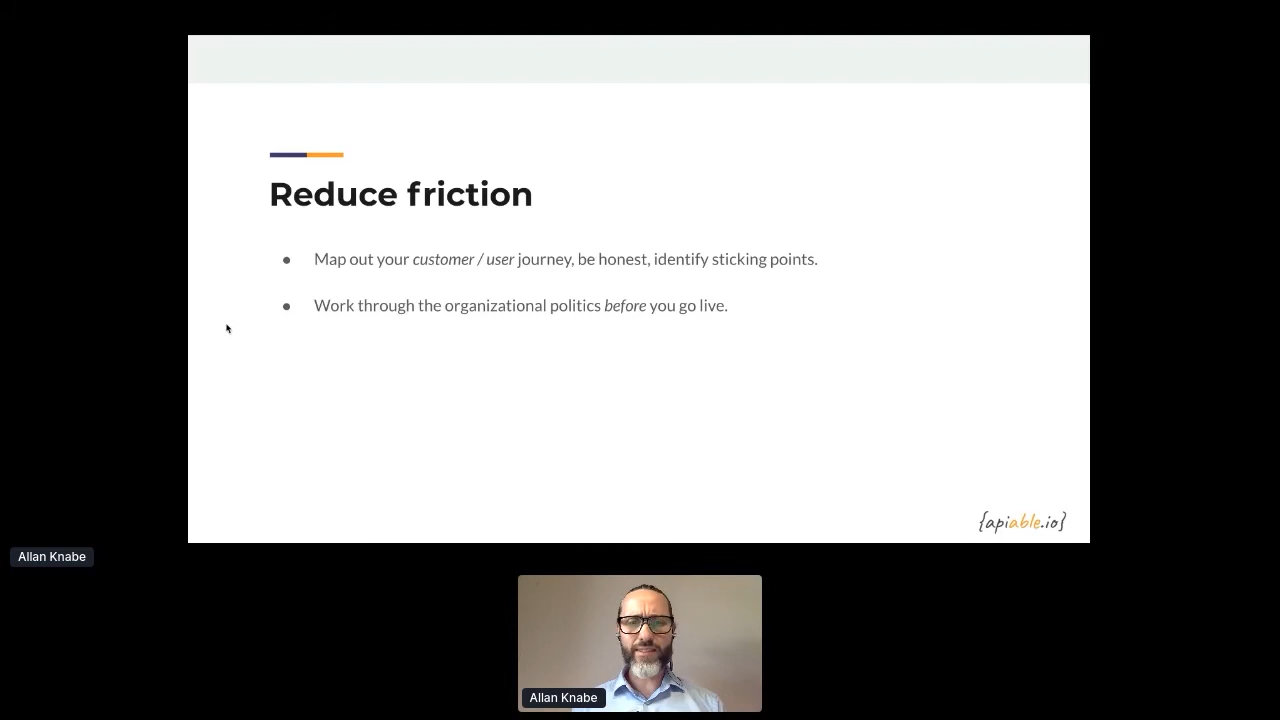 Reduce friction
● Map out your customer / user journey, be honest, identify sticking points.
● Work through the organizational politics before you go live.
{apiable.io}
Allan Knabe
Allan Knabe